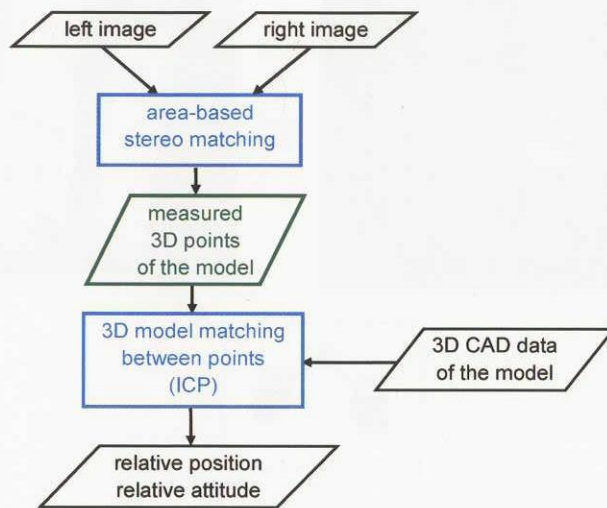 left image
right image
area-based
stereo matching
measured
3D points
of the model
3D model matching
between points
(ICP)
3D CAD data
of the model
relative position
relative attitude